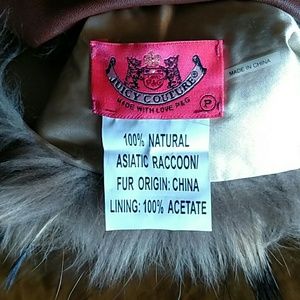 JUICY COUTURE
MADE WITH LOVE P&G
P
MADE IN CHINA
100% NATURAL
ASIATIC RACCOON/
FUR ORIGIN: CHINA
LINING: 100% ACETATE